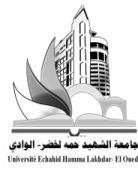 جامعة الشهيد حمه لخضر- الوادي
Université Echahid Hamma Lakhdar- El Oued